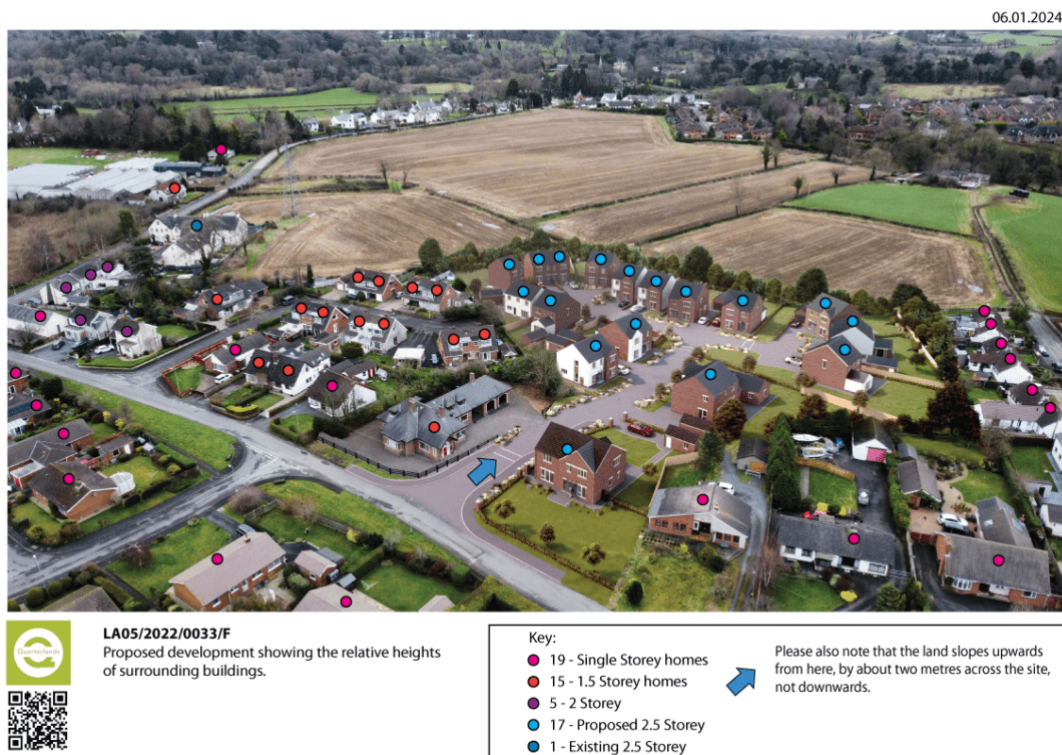 06.01.2024
Quarterlands
LA05/2022/0033/F
Proposed development showing the relative heights
of surrounding buildings.
Key:
19 - Single Storey homes
15 - 1.5 Storey homes
5 - 2 Storey
17 - Proposed 2.5 Storey
1 - Existing 2.5 Storey
Please also note that the land slopes upwards
from here, by about two metres across the site,
not downwards.